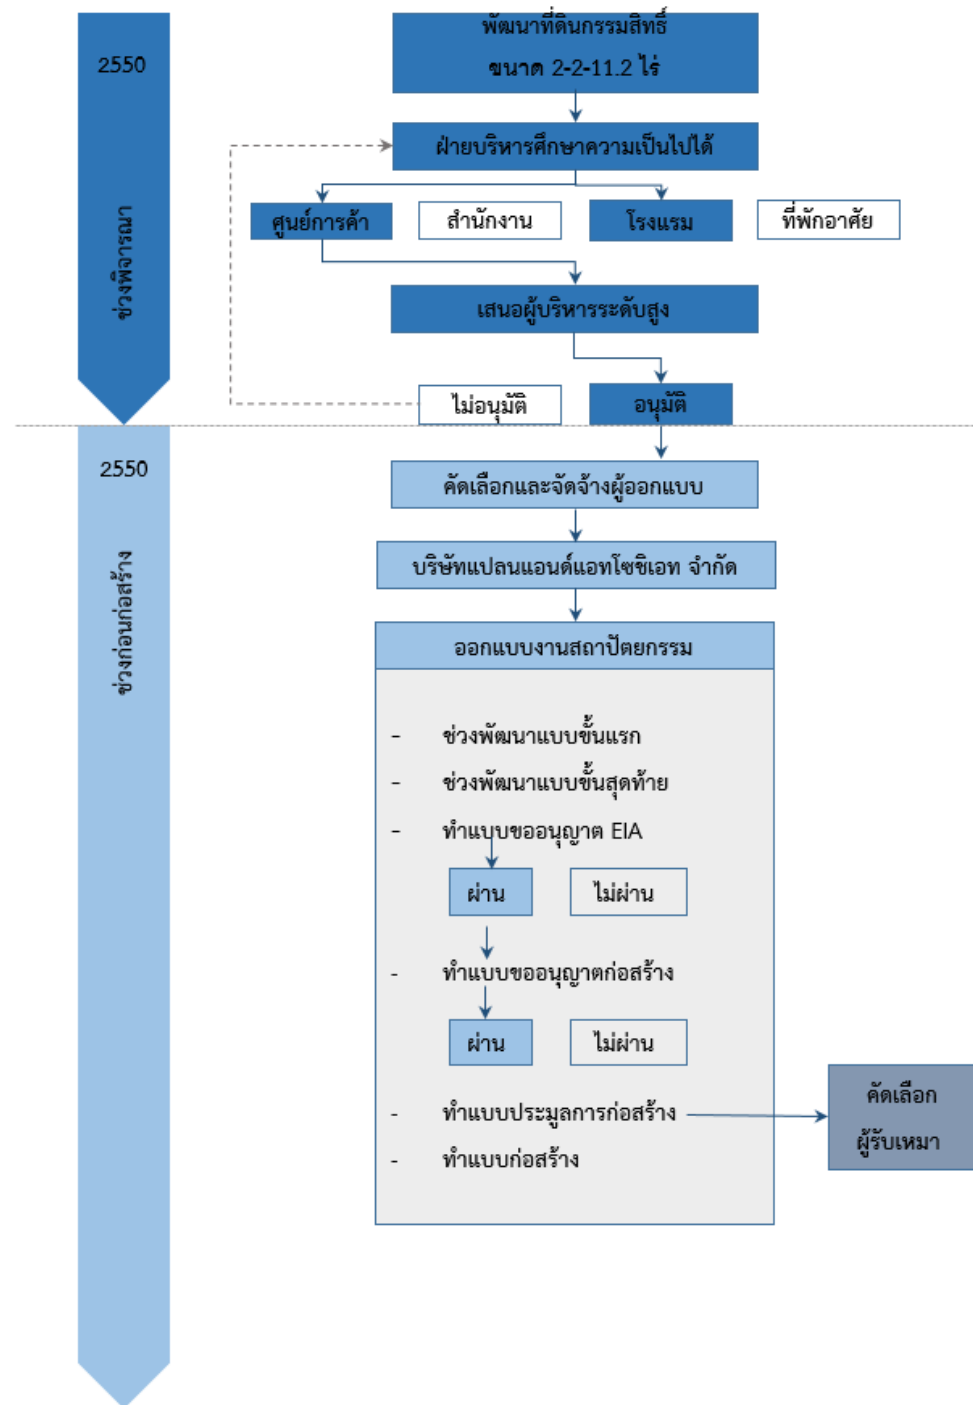 พัฒนาที่ดินกรรมสิทธิ์
ขนาด 2-2-11.2 ไร่
2550
ช่วงพิจารณา
ฝ่ายบริหารศึกษาความเป็นไปได้
ศูนย์การค้า
สำนักงาน
โรงแรม
ที่พักอาศัย
เสนอผู้บริหารระดับสูง
ไม่อนุมัติ
อนุมัติ
2550
ช่วงก่อนก่อสร้าง
คัดเลือกและจัดจ้างผู้ออกแบบ
บริษัทแปลนแอนด์แอทโซชิเอท จำกัด
ออกแบบงานสถาปัตยกรรม
- ช่วงพัฒนาแบบขั้นแรก
- ช่วงพัฒนาแบบขั้นสุดท้าย
- ทำแบบขออนุญาต EIA
ผ่าน
ไม่ผ่าน
- ทำแบบขออนุญาตก่อสร้าง
ผ่าน
ไม่ผ่าน
- ทำแบบประมูลการก่อสร้าง
คัดเลือก
ผู้รับเหมา
- ทำแบบก่อสร้าง